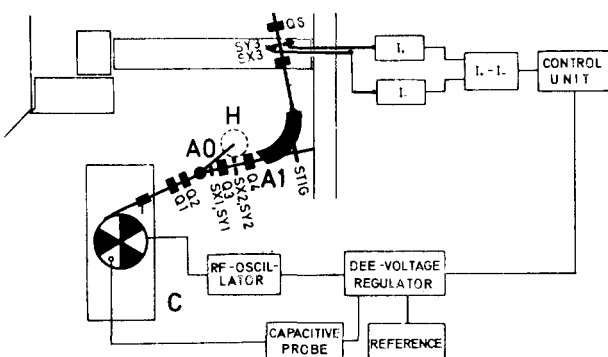 QS
SY3
SX3
I.
I.
I.-I.
CONTROL
UNIT
H
A0
A1
Q1
Q2
SX1,SY1
Q3
SX2,SY2
Q4
STIG
C
RF-OSCIL-
LATOR
DEE-VOLTAGE
REGULATOR
CAPACITIVE
PROBE
REFERENCE